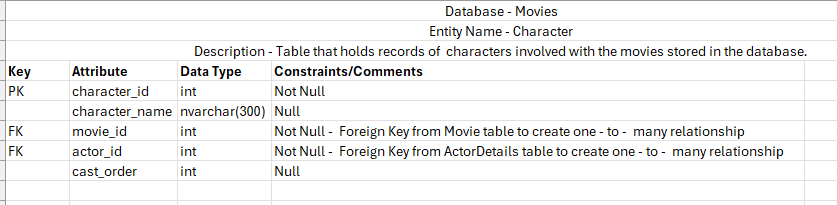 Database - Movies
Entity Name - Character
Description - Table that holds records of characters involved with the movies stored in the database.
Key Attribute Data Type Constraints/Comments
PK character_id int Not Null
character_name nvarchar(300) Null
FK movie_id int Not Null - Foreign Key from Movie table to create one - to - many relationship
FK actor_id int Not Null - Foreign Key from ActorDetails table to create one - to - many relationship
cast_order int Null